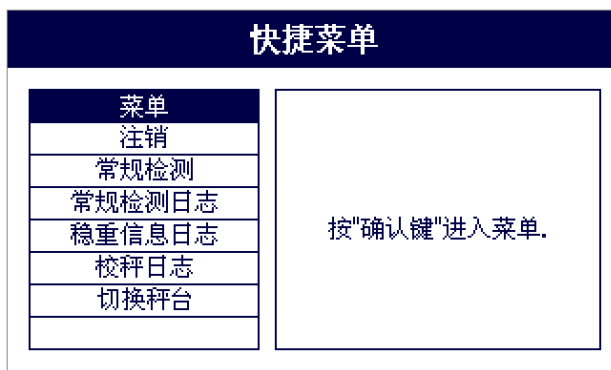 快捷菜单
菜单
注销
常规检测
常规检测日志
稳重信息日志
校秤日志
切换秤台
按"确认键"进入菜单.